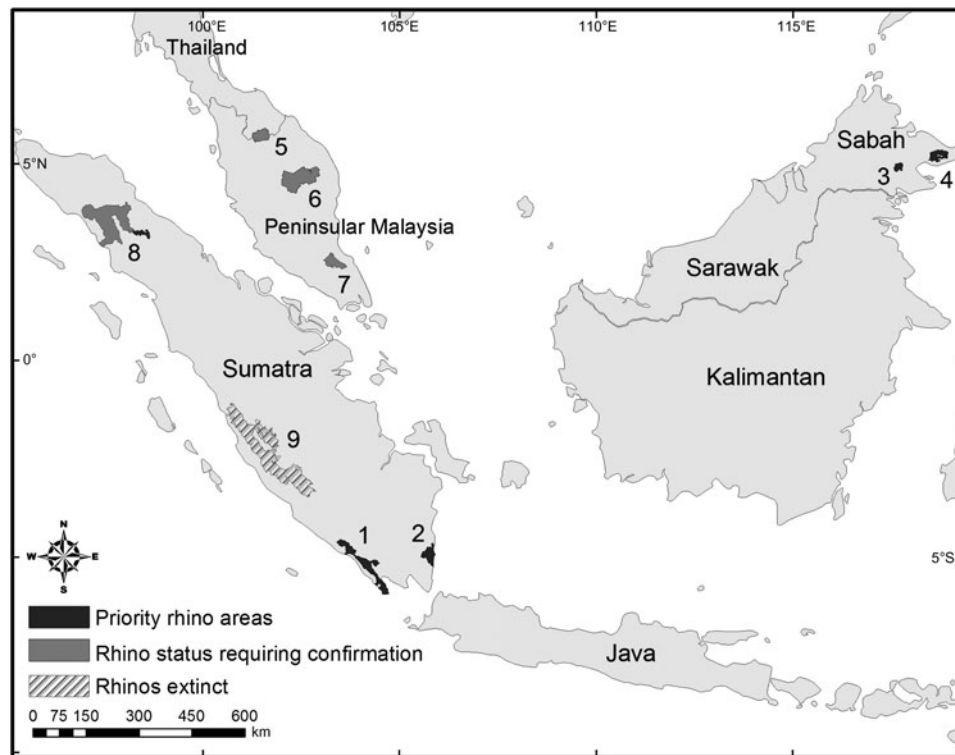 100°E 105°E 110°E 115°E
Thailand
Sabah
5
5°N
3
4
6
Peninsular Malaysia
8
7
Sarawak
0°
Sumatra
Kalimantan
9
1
2
N
W E
S
5°S
Priority rhino areas
Rhino status requiring confirmation
Java
Rhinos extinct
0 75 150 300 450 600
km